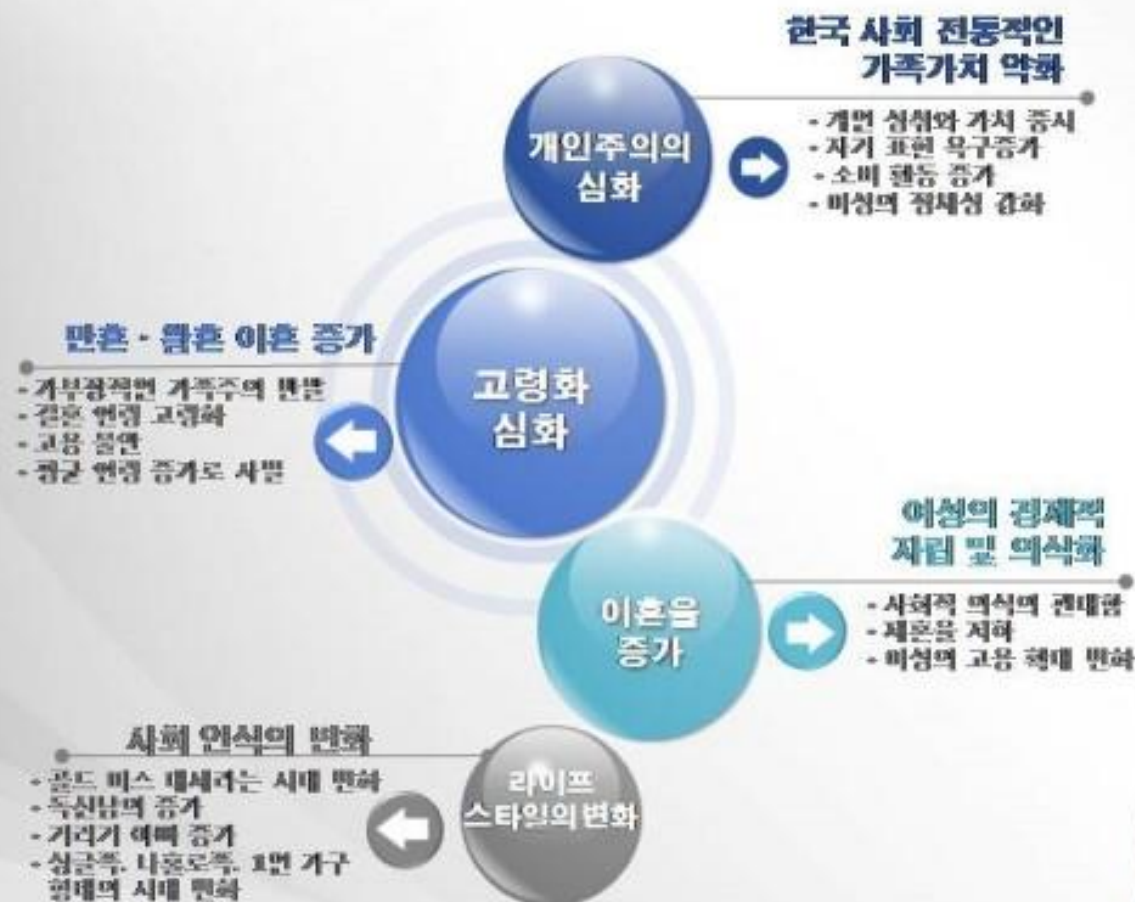 한국 사회 전통적인
가족가치 약화
개인주의의
심화
- 개인 성취와 가치 중시
- 자기 표현 욕구증가
- 소비 활동 증가
- 여성의 정체성 강화
만혼 · 황혼 이혼 증가
- 가부장적인 가족주의 반발
- 결혼 연령 고령화
- 고용 불안
- 평균 연령 증가로 사별
고령화
심화
여성의 경제적
자립 및 의식화
이혼율
증가
- 사회적 의식의 관대함
- 재혼율 저하
- 여성의 고용 확대 변화
사회 인식의 변화
- 골드 미스 대세라는 시대 변화
- 독신남의 증가
- 기러기 아빠 증가
- 싱글족, 나홀로족, 1인 가구
형태의 시대 변화
라이프
스타일의 변화